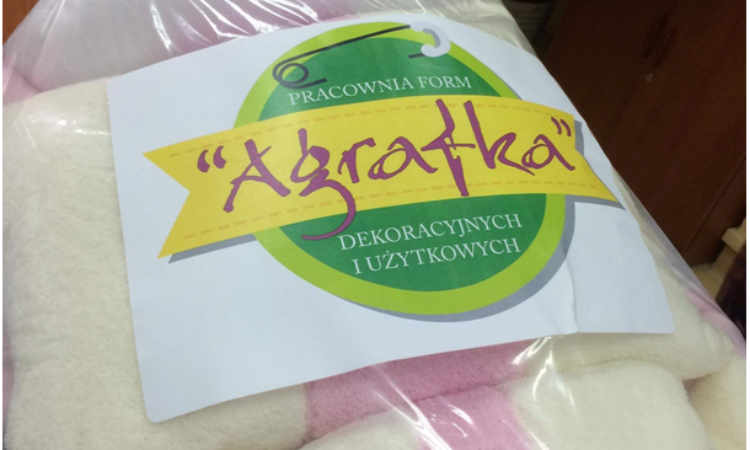 PRACOWNIA FORM
“Agrafka”
DEKORACYJNYCH
I UŻYTKOWYCH